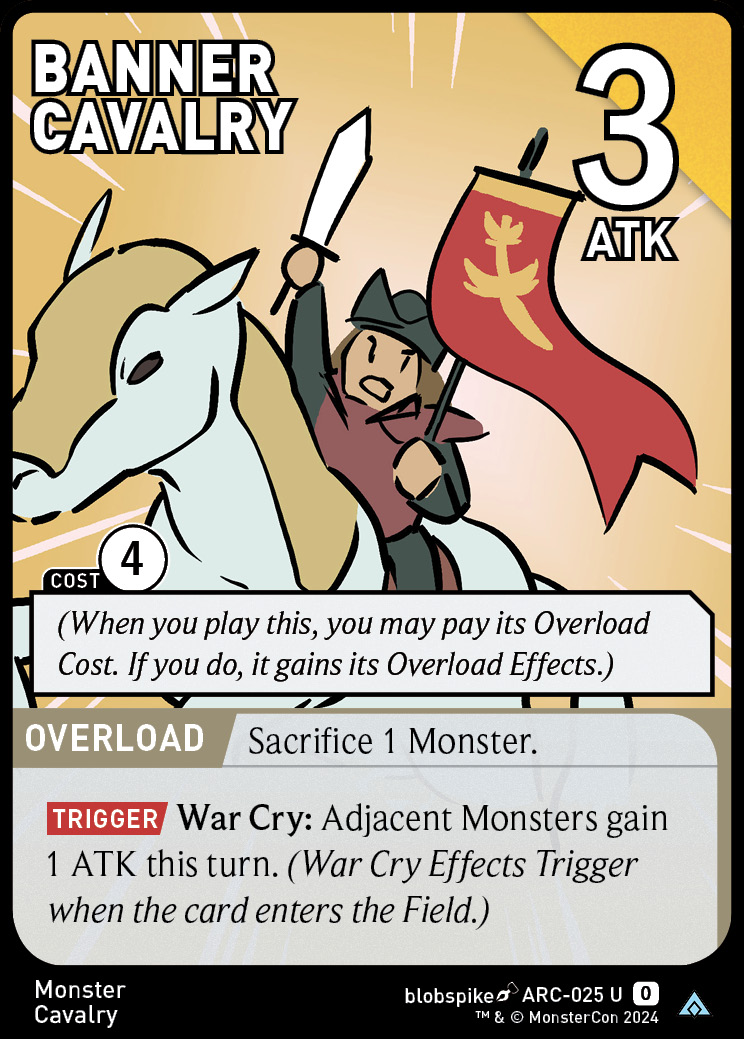 BANNER
CAVALRY
3
ATK
COST 4
(When you play this, you may pay its Overload
Cost. If you do, it gains its Overload Effects.)
OVERLOAD Sacrifice 1 Monster.
TRIGGER War Cry: Adjacent Monsters gain
1 ATK this turn. (War Cry Effects Trigger
when the card enters the Field.)
Monster
Cavalry
blobspike ARC-025 U 0
™ & © MonsterCon 2024